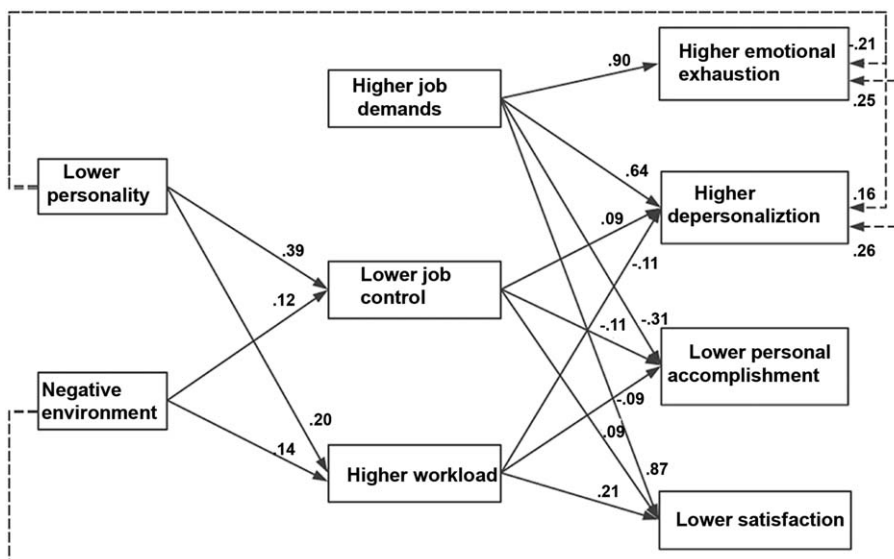 Higher emotional
exhaustion
-.21
.25
.90
Higher job
demands
Lower
personality
.64
Higher
depersonaliztion
.16
.26
.09
-.11
.39
.12
Lower job
control
-.11
-.31
Lower personal
accomplishment
Negative
environment
.20
.14
-.09
.09
Higher workload
.21
.87
Lower satisfaction